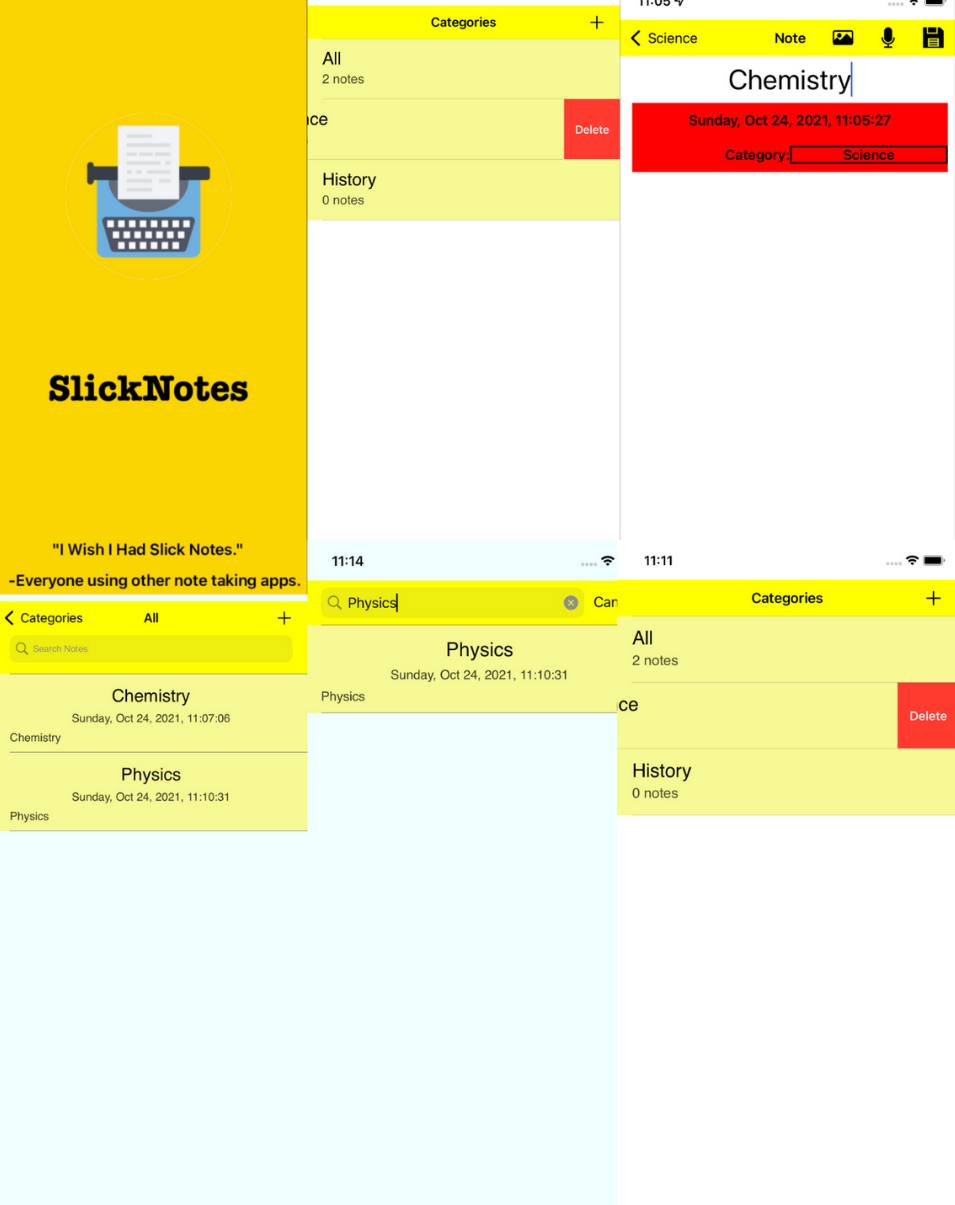 SlickNotes
"I Wish I Had Slick Notes."
-Everyone using other note taking apps.
Categories +
All
2 notes
ce
Delete
History
0 notes
11:05
Science Note
Chemistry
Sunday, Oct 24, 2021, 11:05:27
Category: Science
Categories All +
Search Notes
Chemistry
Sunday, Oct 24, 2021, 11:07:06
Chemistry
Physics
Sunday, Oct 24, 2021, 11:10:31
Physics
11:14
Physics Can
Physics
Sunday, Oct 24, 2021, 11:10:31
Physics
11:11
Categories +
All
2 notes
ce
Delete
History
0 notes